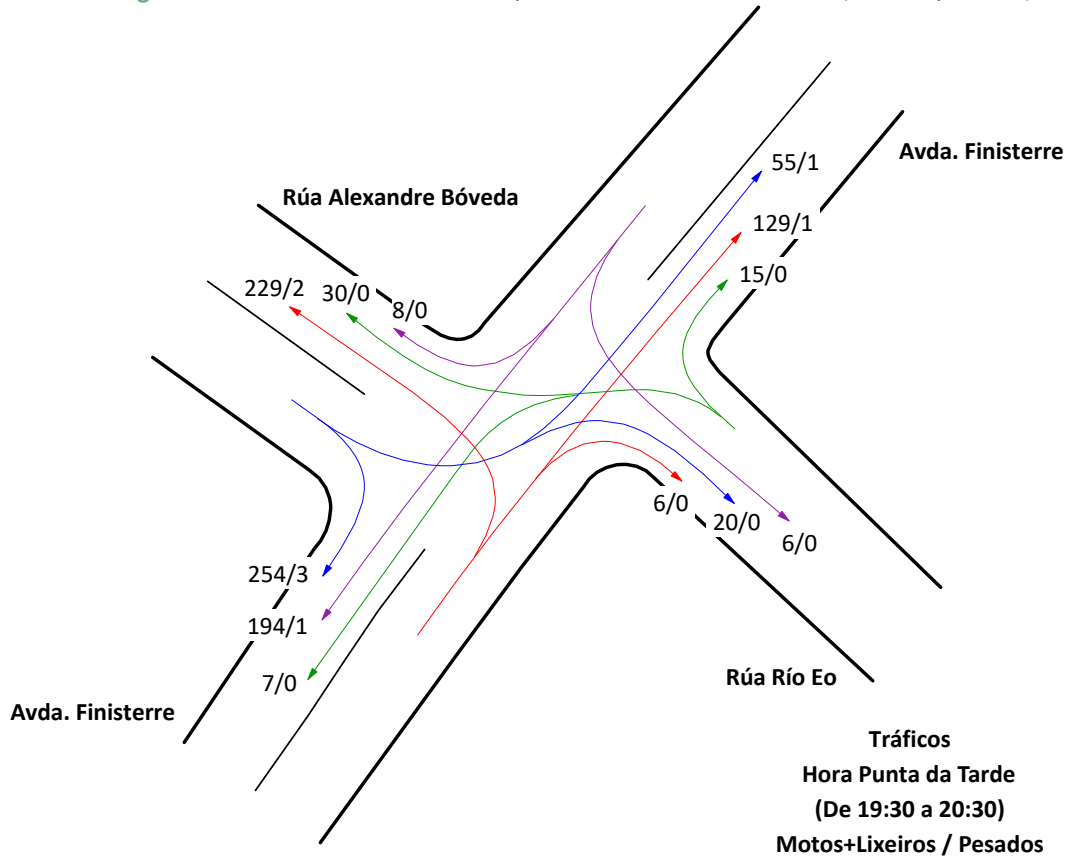 55/1
Avda. Finisterre
Rúa Alexandre Bóveda
129/1
15/0
229/2
30/0
8/0
6/0
20/0
6/0
254/3
194/1
7/0
Rúa Río Eo
Avda. Finisterre
Tráficos
Hora Punta da Tarde
(De 19:30 a 20:30)
Motos+Lixeiros / Pesados